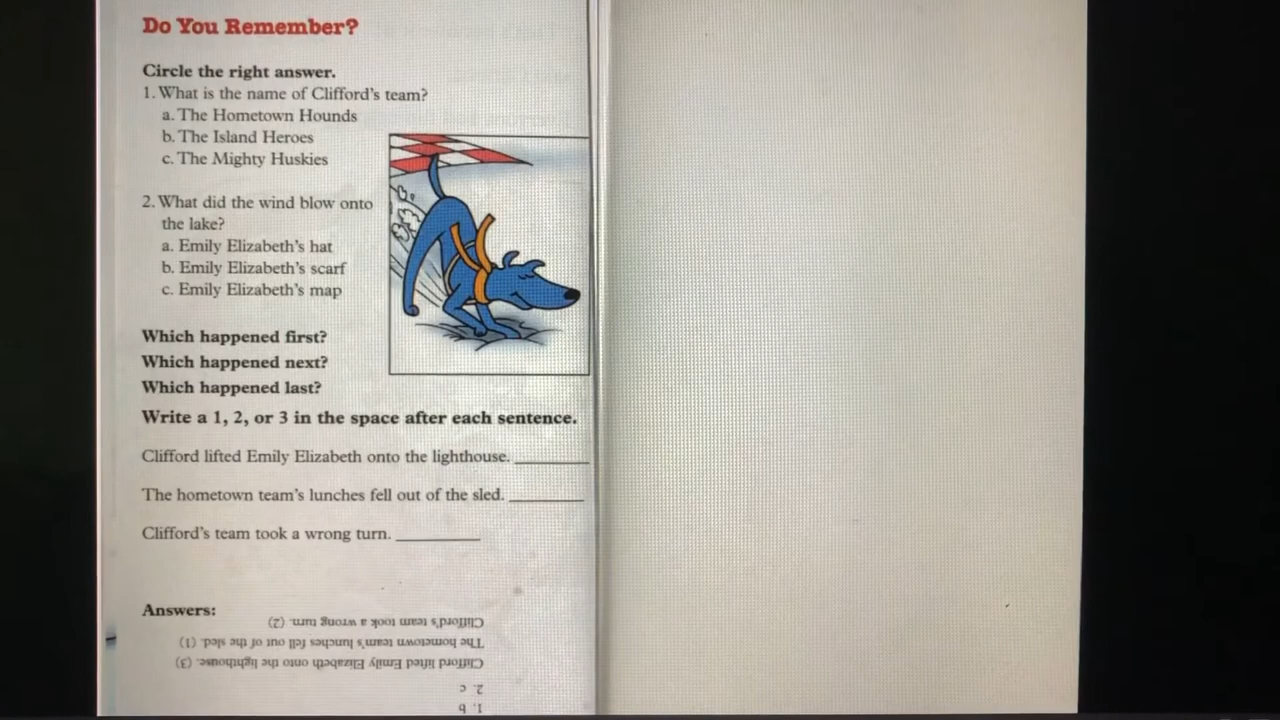 Do You Remember?
Circle the right answer.
1. What is the name of Clifford's team?
a. The Hometown Hounds
b. The Island Heroes
c. The Mighty Huskies
2. What did the wind blow onto
the lake?
a. Emily Elizabeth's hat
b. Emily Elizabeth's scarf
c. Emily Elizabeth's map
Which happened first?
Which happened next?
Which happened last?
Write a 1, 2, or 3 in the space after each sentence.
Clifford lifted Emily Elizabeth onto the lighthouse. ________
The hometown team's lunches fell out of the sled. ________
Clifford's team took a wrong turn. ________
Answers:
1. b
2. c
Clifford lifted Emily Elizabeth onto the lighthouse. (3)
The hometown team's lunches fell out of the sled. (1)
Clifford's team took a wrong turn. (2)